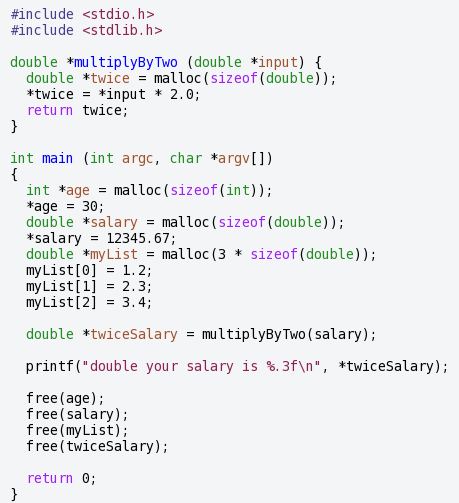 #include <stdio.h>
#include <stdlib.h>

double *multiplyByTwo (double *input) {
  double *twice = malloc(sizeof(double));
  *twice = *input * 2.0;
  return twice;
}

int main (int argc, char *argv[])
{
  int *age = malloc(sizeof(int));
  *age = 30;
  double *salary = malloc(sizeof(double));
  *salary = 12345.67;
  double *myList = malloc(3 * sizeof(double));
  myList[0] = 1.2;
  myList[1] = 2.3;
  myList[2] = 3.4;

  double *twiceSalary = multiplyByTwo(salary);

  printf("double your salary is %.3f\n", *twiceSalary);

  free(age);
  free(salary);
  free(myList);
  free(twiceSalary);

  return 0;
}